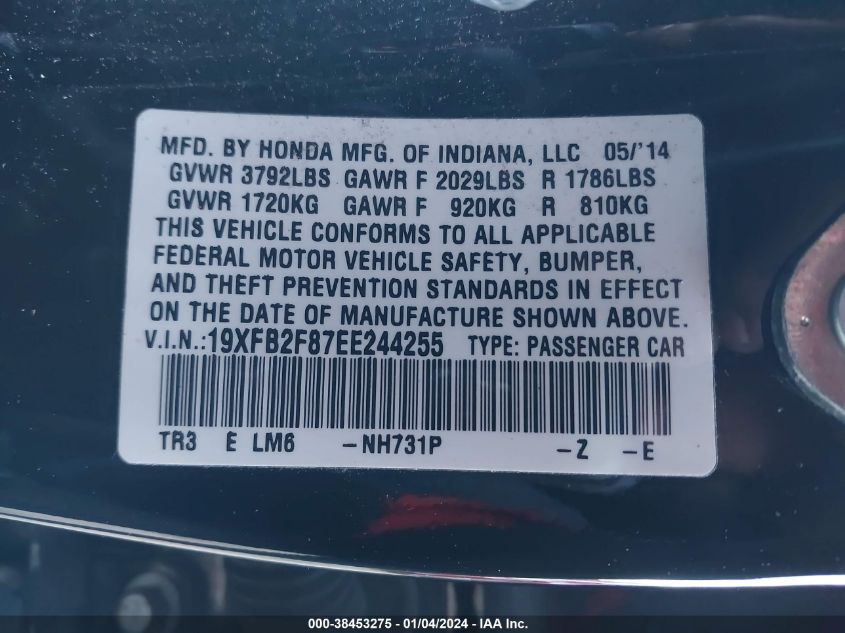 MFD. BY HONDA MFG. OF INDIANA, LLC 05/'14
GVWR 3792LBS GAWR F 2029LBS R 1786LBS
GVWR 1720KG GAWR F 920KG R 810KG
THIS VEHICLE CONFORMS TO ALL APPLICABLE
FEDERAL MOTOR VEHICLE SAFETY, BUMPER,
AND THEFT PREVENTION STANDARDS IN EFFECT
ON THE DATE OF MANUFACTURE SHOWN ABOVE.
V.I.N.:19XFB2F87EE244255 TYPE: PASSENGER CAR
TR3 E LM6 -NH731P -Z -E
000-38453275 - 01/04/2024 - IAA Inc.